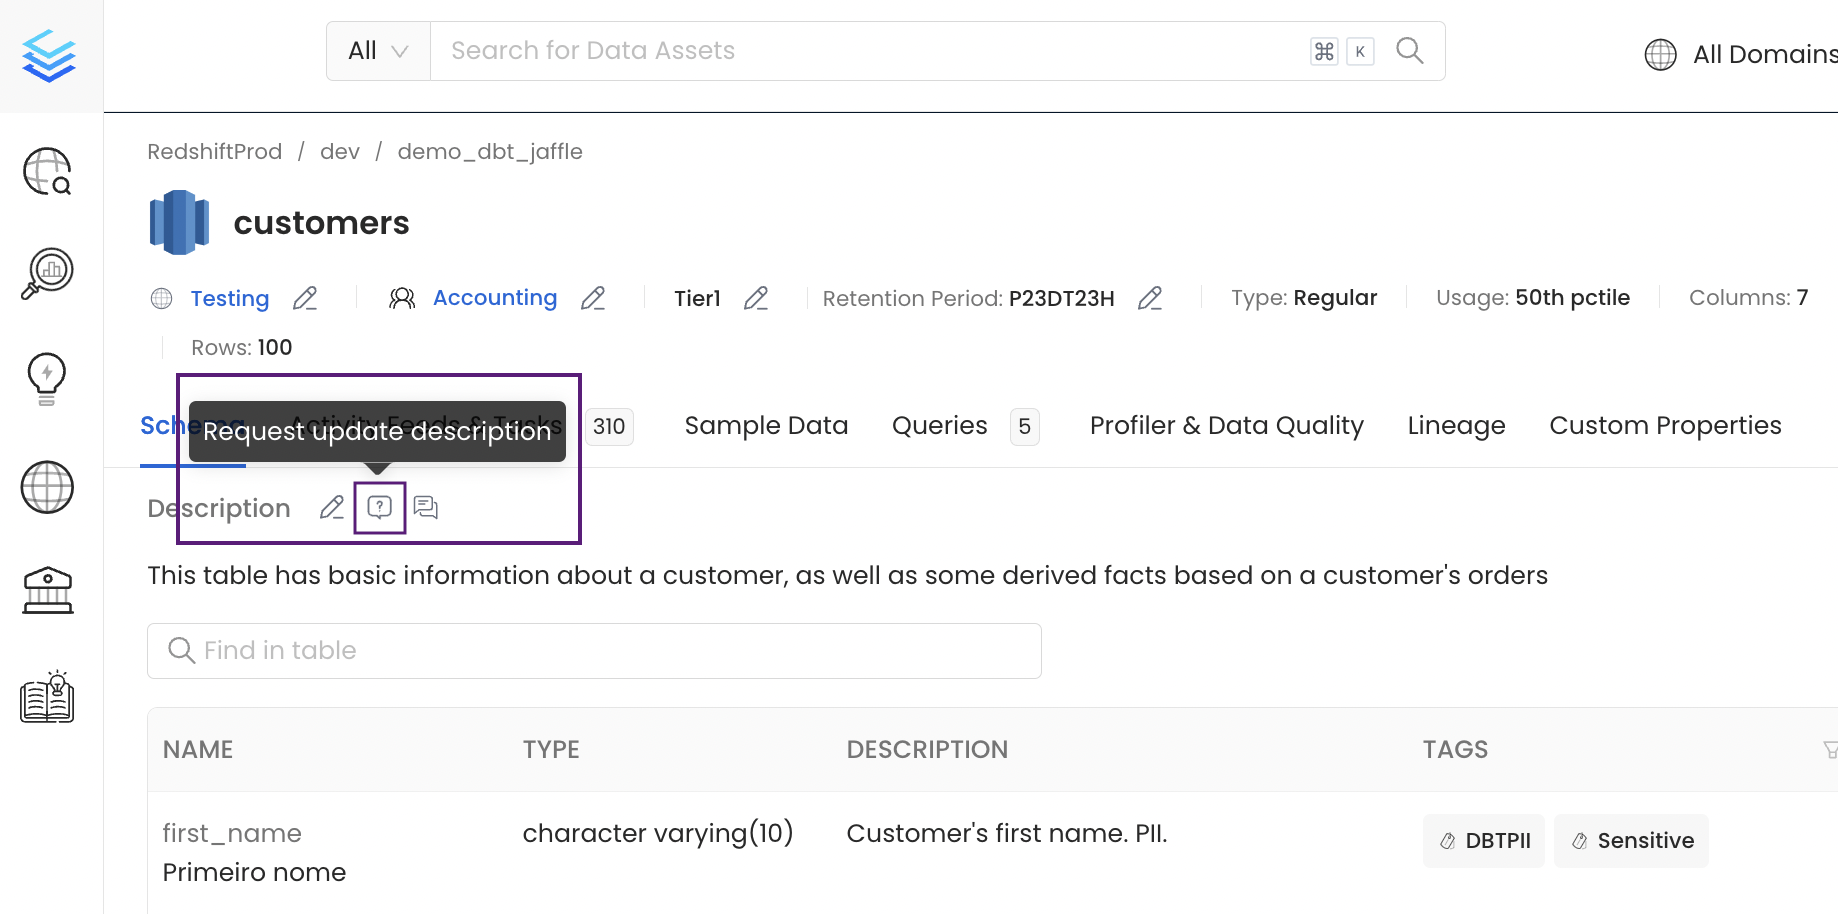 All Search for Data Assets ⌘ K All Domains
RedshiftProd / dev / demo_dbt_jaffle
customers
Testing Accounting Tier1 Retention Period: P23DT23H Type: Regular Usage: 50th pctile Columns: 7
Rows: 100
Schema Activity Feeds & Tasks 310 Sample Data Queries 5 Profiler & Data Quality Lineage Custom Properties
Request update description
Description
This table has basic information about a customer, as well as some derived facts based on a customer's orders
Find in table
NAME TYPE DESCRIPTION TAGS
first_name character varying(10) Customer's first name. PII. DBTPII Sensitive
Primeiro nome